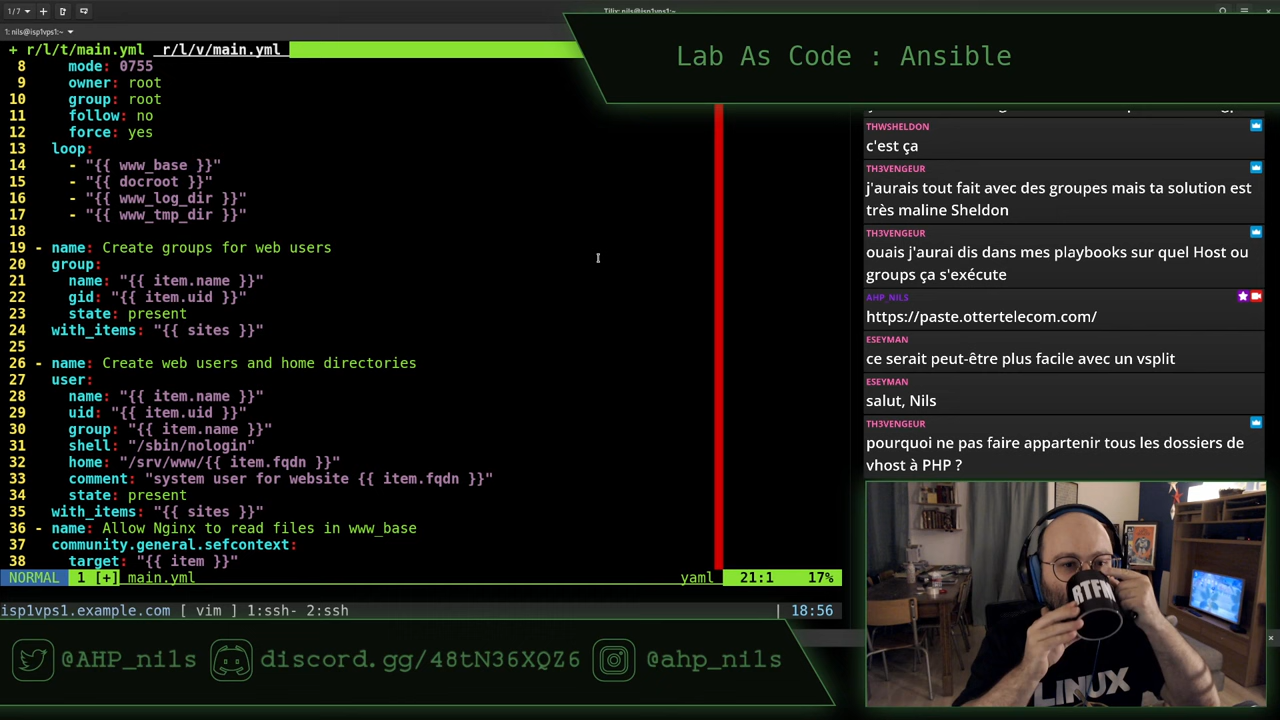 1/7
Tilix: nils@isp1vps1:~
1: nils@isp1vps1:~
+ r/l/t/main.yml r/l/v/main.yml
8 mode: 0755
9 owner: root
10 group: root
11 follow: no
12 force: yes
13 loop:
14 - "{{ www_base }}"
15 - "{{ docroot }}"
16 - "{{ www_log_dir }}"
17 - "{{ www_tmp_dir }}"
18
19 - name: Create groups for web users
20 group:
21 name: "{{ item.name }}"
22 gid: "{{ item.uid }}"
23 state: present
24 with_items: "{{ sites }}"
25
26 - name: Create web users and home directories
27 user:
28 name: "{{ item.name }}"
29 uid: "{{ item.uid }}"
30 group: "{{ item.name }}"
31 shell: "/sbin/nologin"
32 home: "/srv/www/{{ item.fqdn }}"
33 comment: "system user for website {{ item.fqdn }}"
34 state: present
35 with_items: "{{ sites }}"
36 - name: Allow Nginx to read files in www_base
37 community.general.sefcontext:
38 target: "{{ item }}"
NORMAL 1 [+] main.yml yaml 21:1 17%
isp1vps1.example.com [ vim ] 1:ssh- 2:ssh | 18:56
@AHP_nils discord.gg/48tN36XQZ6 @ahp_nils
Lab As Code : Ansible
THWSHELDON
c'est ça
TH3VENGEUR
j'aurais tout fait avec des groupes mais ta solution est
très maline Sheldon
TH3VENGEUR
ouais j'aurai dis dans mes playbooks sur quel Host ou
groupes ça s'exécute
AHP_NILS
https://paste.ottertelecom.com/
ESEYMAN
ce serait peut-être plus facile avec un vsplit
ESEYMAN
salut, Nils
TH3VENGEUR
pourquoi ne pas faire appartenir tous les dossiers de
vhost à PHP ?
RTFM
LINUX